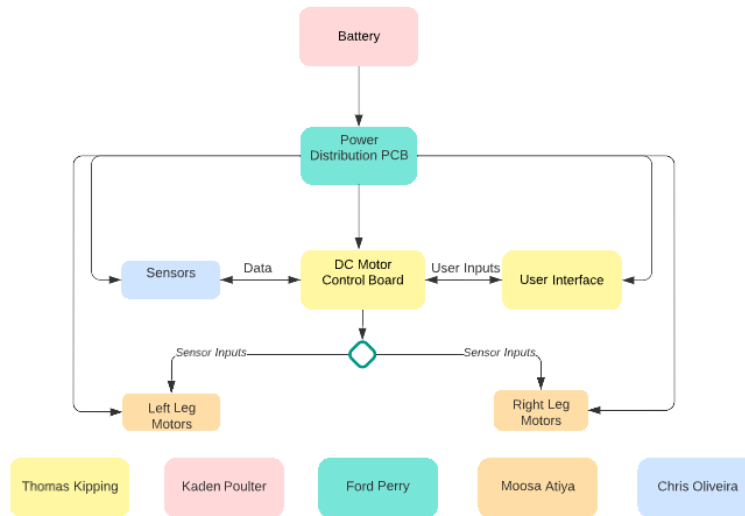 Battery
Power
Distribution PCB
Sensors
Data
DC Motor
Control Board
User Inputs
User Interface
Sensor Inputs
Sensor Inputs
Left Leg
Motors
Right Leg
Motors
Thomas Kipping
Kaden Poulter
Ford Perry
Moosa Atiya
Chris Oliveira